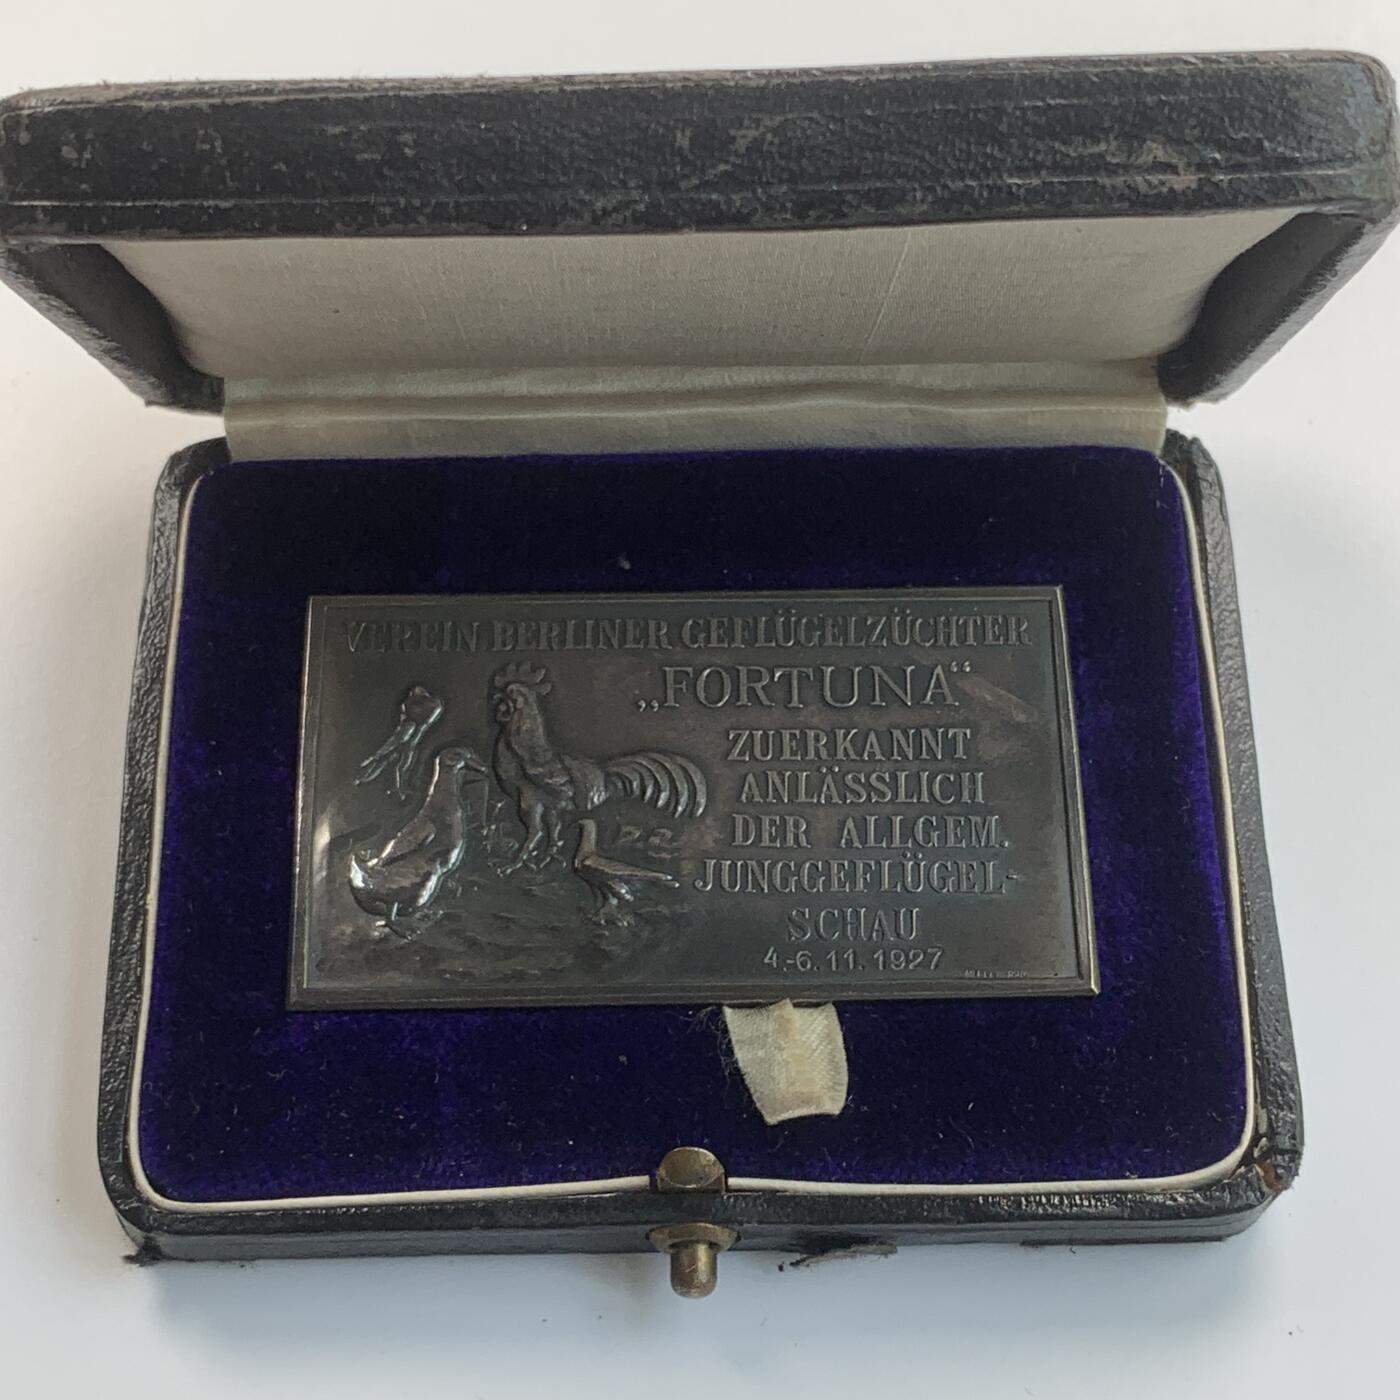 VEREIN BERLINER GEFLÜGELZÜCHTER
„FORTUNA“
ZUERKANNT
ANLÄSSLICH
DER ALLGEM.
JUNGGEFLÜGEL-
SCHAU
4.-6.11.1927